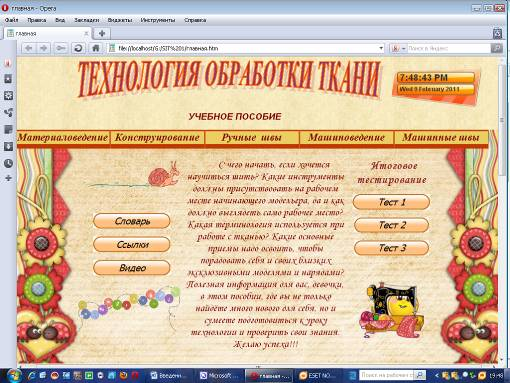 главная - Opera
Файл Правка Вид Закладки Виджеты Инструменты Справка
главная
file://localhost/G:/SIT%201/главная.htm
Поиск в Яндекс
ТЕХНОЛОГИЯ ОБРАБОТКИ ТКАНИ
7:48:43 PM
Wed 9 February 2011
УЧЕБНОЕ ПОСОБИЕ
Материаловедение Конструирование Ручные швы Машиноведение Машинные швы
Словарь
Ссылки
Видео
С чего начать, если хочется
научиться шить? Какие инструменты
должны присутствовать на рабочем
месте начинающего модельера, да и как
должно выглядеть само рабочее место?
Какая терминология используется при
работе с тканью? Какие основные
приемы надо освоить, чтобы
порадовать себя и своих близких
эксклюзивными моделями и нарядами?
Полезная информация для вас, девочки,
в этом пособии, где вы не только
найдете много нового для себя, но и
сумеете подготовиться к уроку
технологии и проверить свои знания.
Желаю успеха!!!
Итоговое
тестирование
Тест 1
Тест 2
Тест 3
Введени...
Microsoft ...
главная -...
ESET NO...
Поиск на рабочем с
19:48